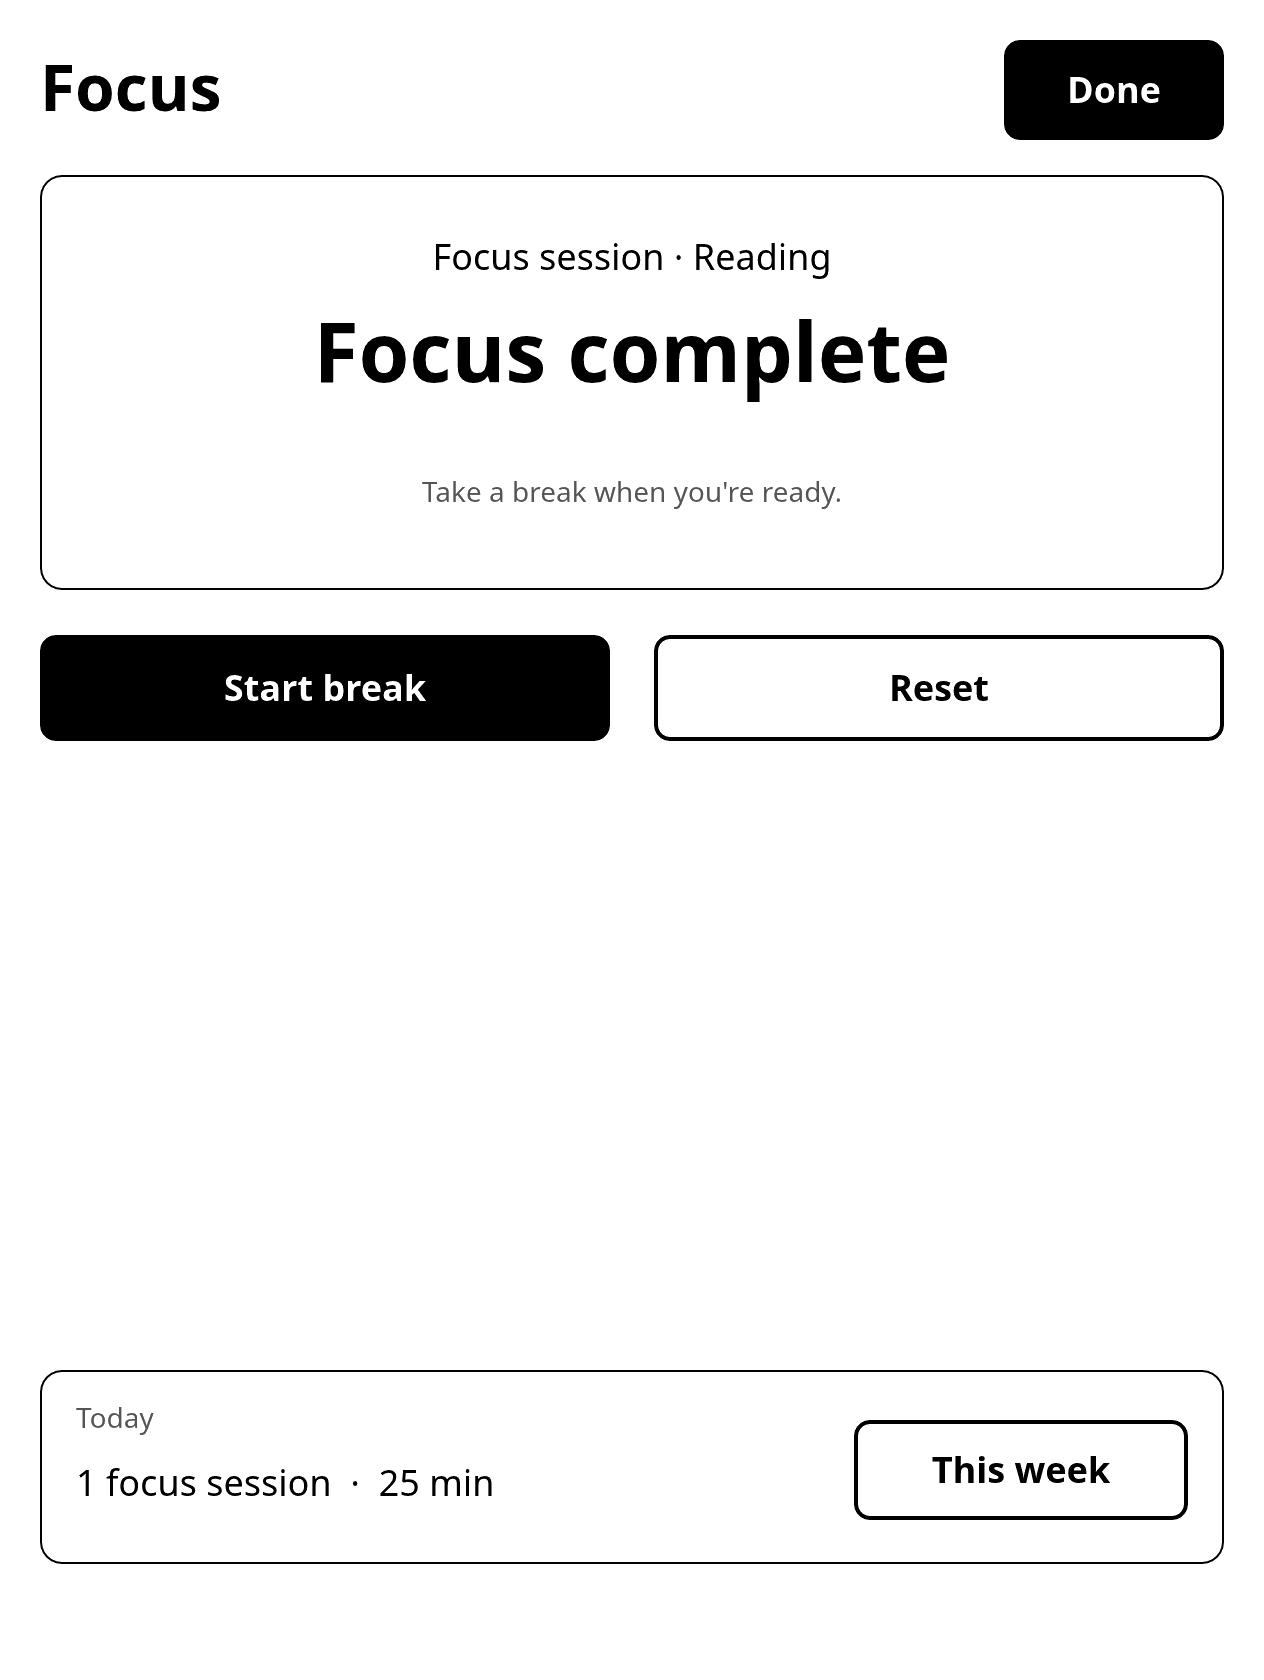 Focus
Done
Focus session · Reading
Focus complete
Take a break when you're ready.
Start break
Reset
Today
1 focus session · 25 min
This week